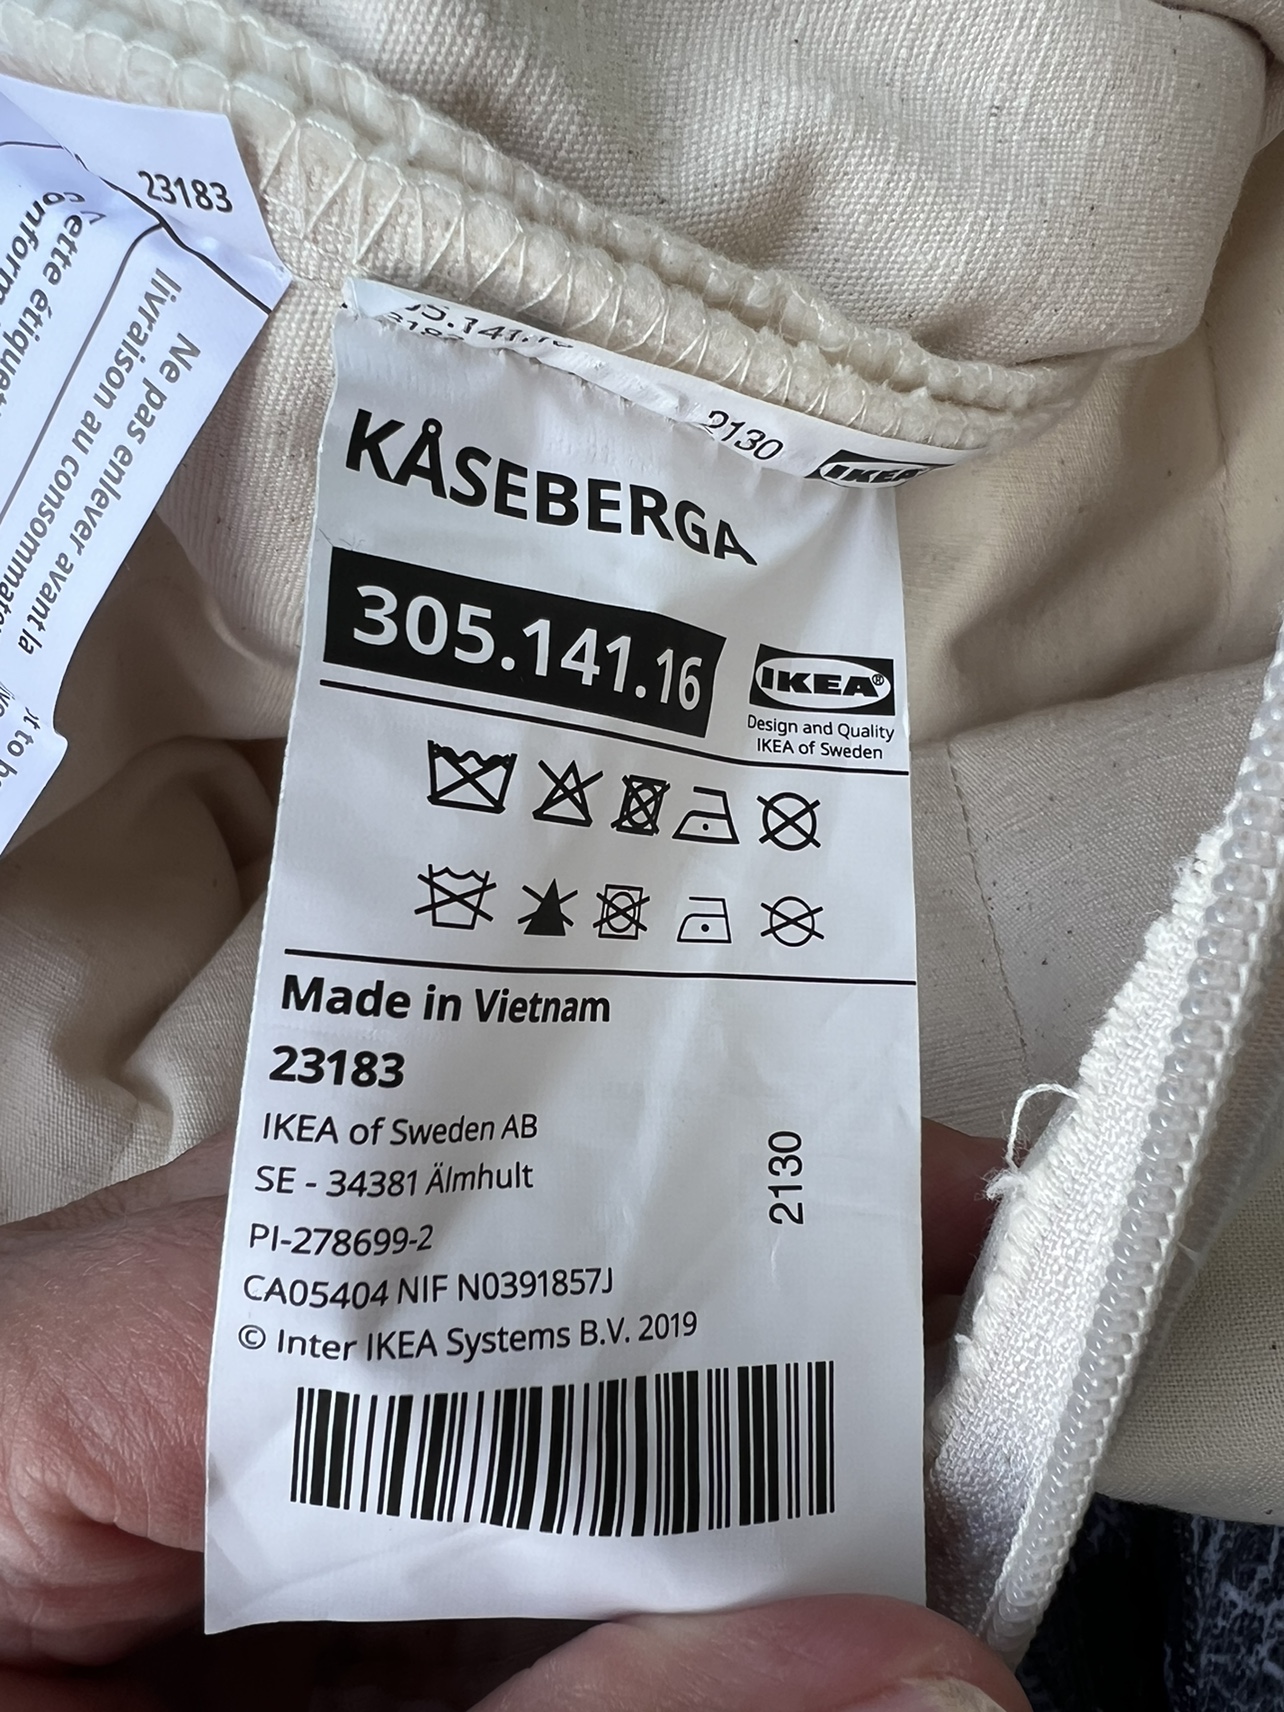 23183
Cette étiquet
conform
Ne pas enlever avant la
livraison au consommate
2130
IKEA
KÅSEBERGA
305.141.16
IKEA®
Design and Quality
IKEA of Sweden
Made in Vietnam
23183
IKEA of Sweden AB
SE - 34381 Älmhult
PI-278699-2
CA05404 NIF N0391857J
© Inter IKEA Systems B.V. 2019
2130